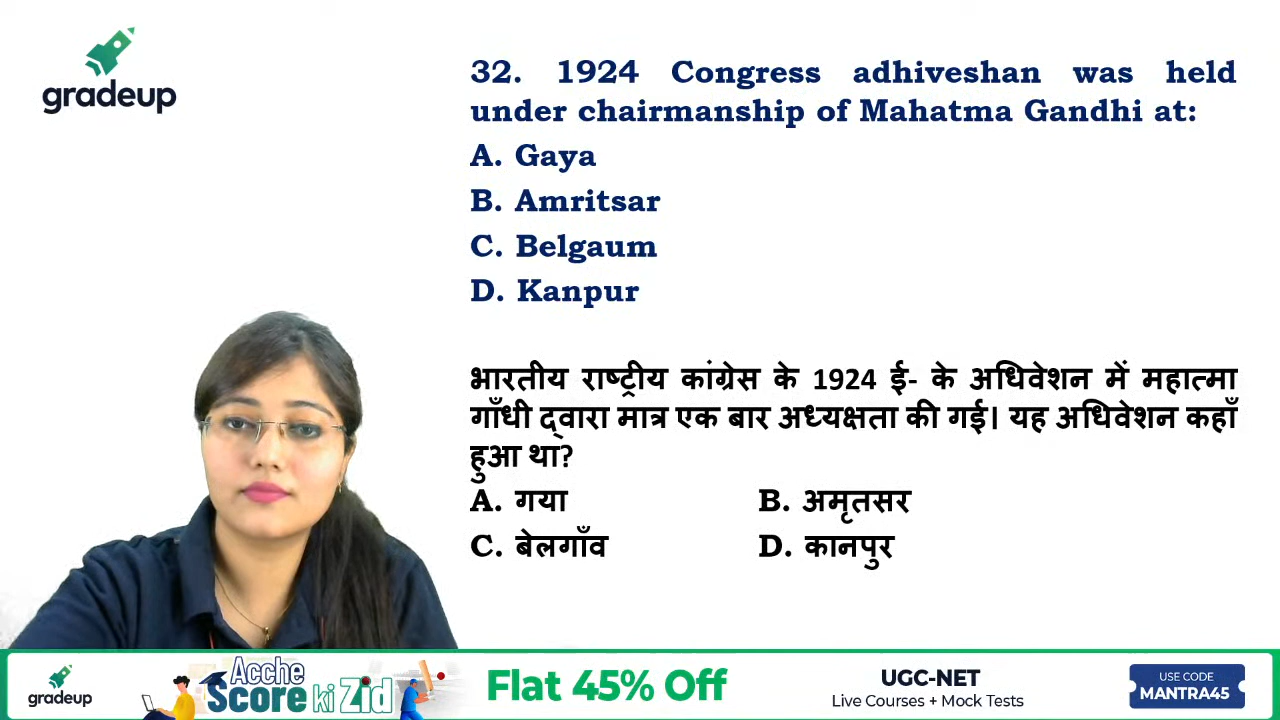 gradeup
32. 1924 Congress adhiveshan was held
under chairmanship of Mahatma Gandhi at:
A. Gaya
B. Amritsar
C. Belgaum
D. Kanpur
भारतीय राष्ट्रीय कांग्रेस के 1924 ई- के अधिवेशन में महात्मा
गाँधी द्वारा मात्र एक बार अध्यक्षता की गई। यह अधिवेशन कहाँ
हुआ था?
A. गया B. अमृतसर
C. बेलगाँव D. कानपुर
gradeup
Acche
Score ki Zid
Flat 45% Off
UGC-NET
Live Courses + Mock Tests
USE CODE
MANTRA45